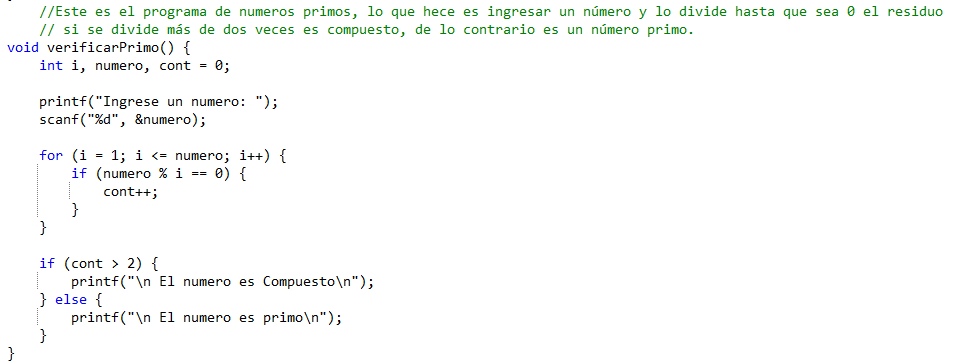 //Este es el programa de numeros primos, lo que hece es ingresar un número y lo divide hasta que sea 0 el residuo
// si se divide más de dos veces es compuesto, de lo contrario es un número primo.
void verificarPrimo() {
int i, numero, cont = 0;
printf("Ingrese un numero: ");
scanf("%d", &numero);
for (i = 1; i <= numero; i++) {
if (numero % i == 0) {
cont++;
}
}
if (cont > 2) {
printf("\n El numero es Compuesto\n");
} else {
printf("\n El numero es primo\n");
}
}